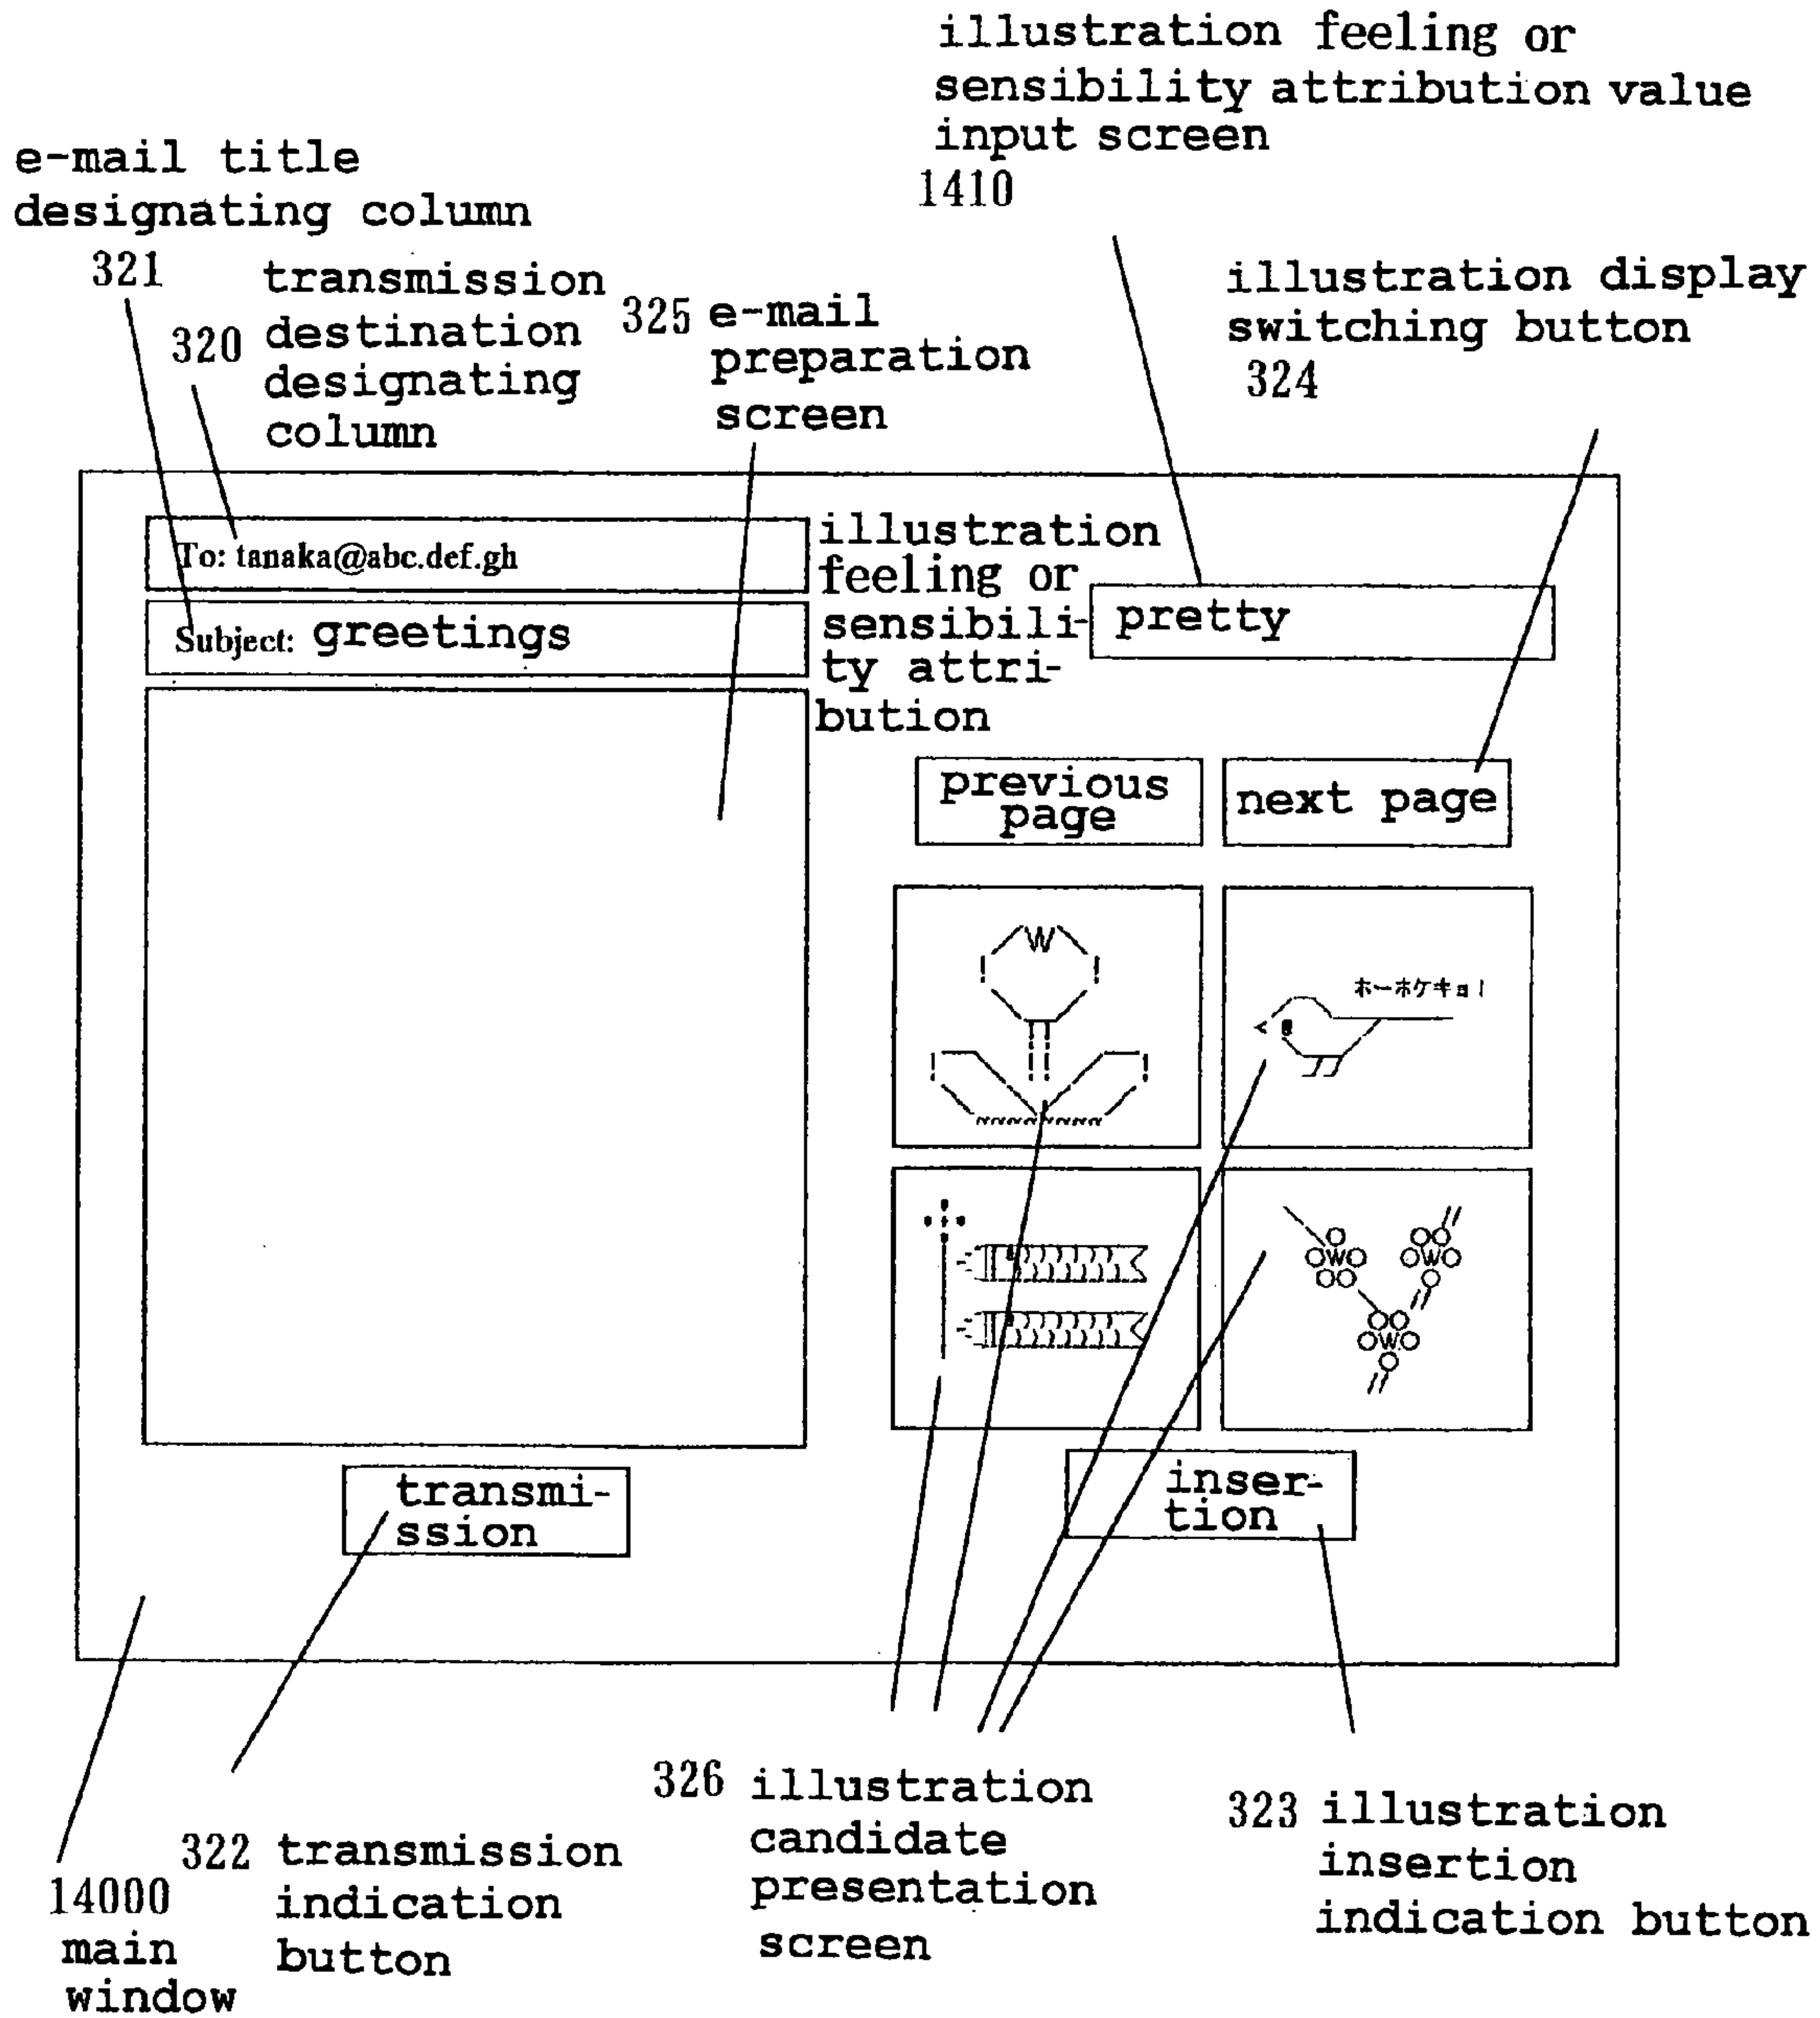 illustration feeling or
sensibility attribution value
input screen
1410
e-mail title
designating column
321
transmission
320 destination
designating
column
325 e-mail
preparation
screen
illustration display
switching button
324
To: tanaka@abc.def.gh
Subject: greetings
illustration
feeling or
sensibili-
ty attri-
bution
pretty
previous
page
next page
ホーホケキョ!
transmi-
ssion
inser-
tion
14000
main
window
322 transmission
indication
button
326 illustration
candidate
presentation
screen
323 illustration
insertion
indication button